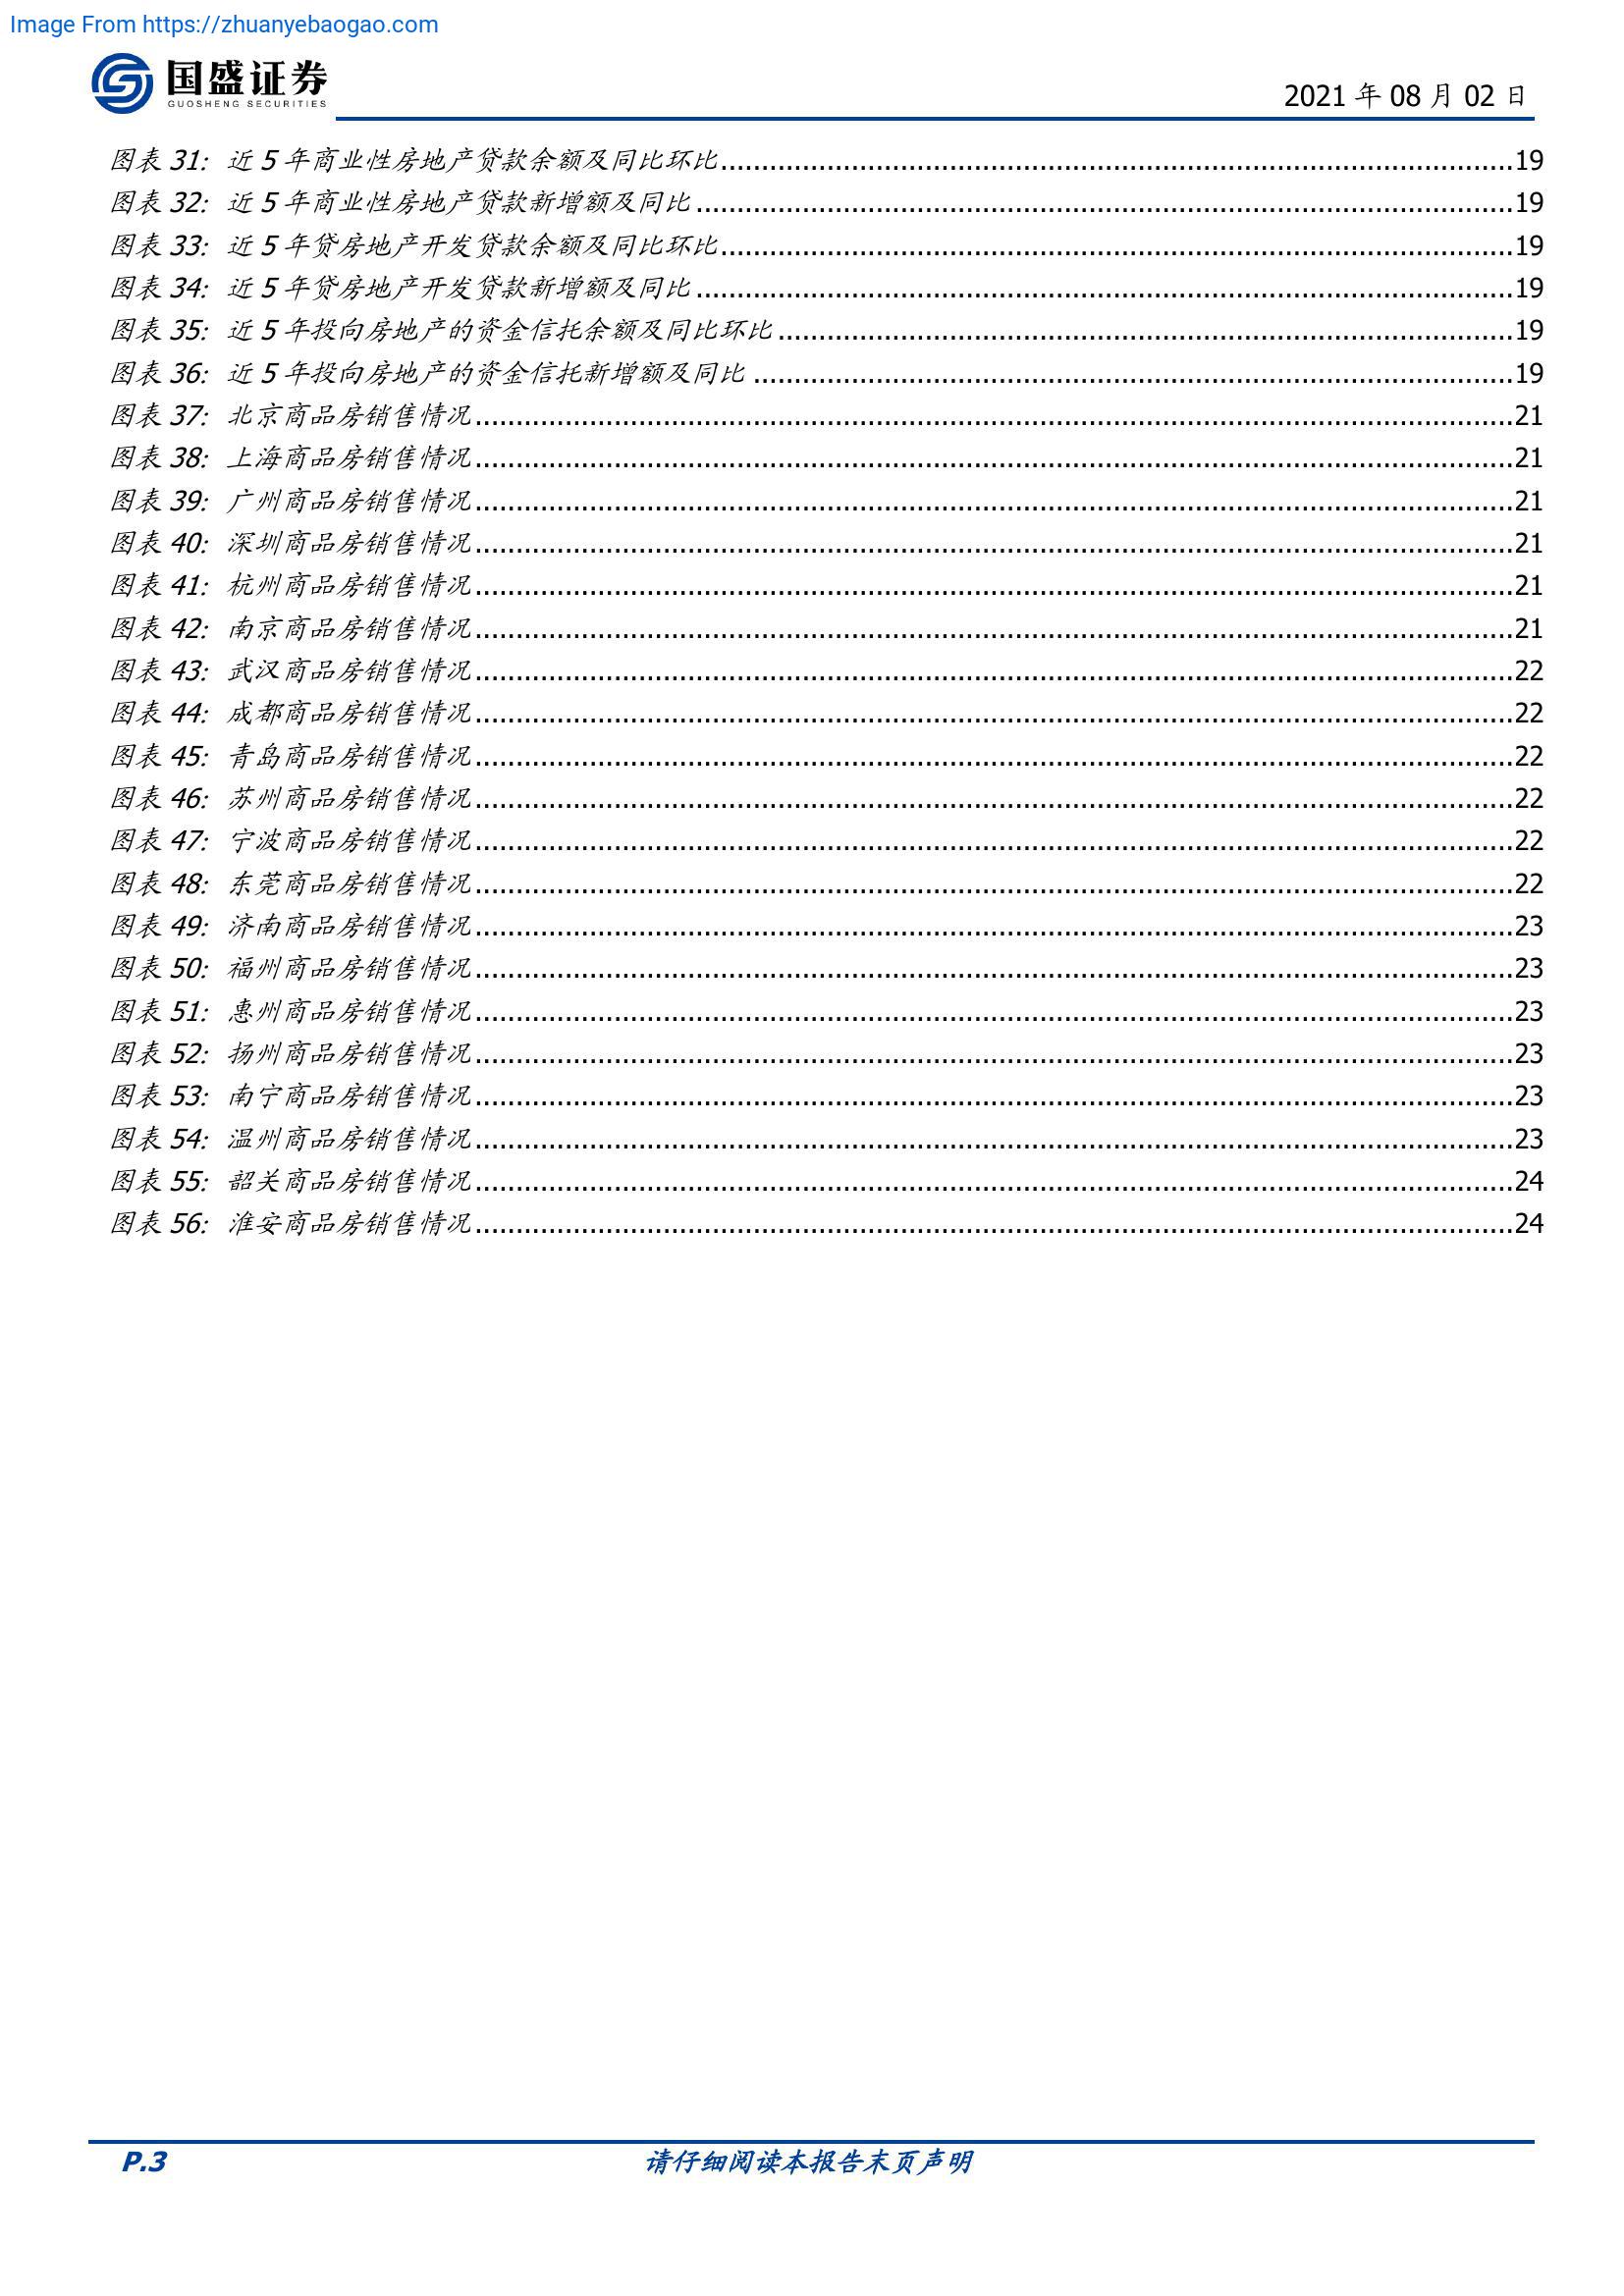 Image From https://zhuanyebaogao.com
国盛证券
GUOSHENG SECURITIES
2021 年 08 月 02 日
图表 31: 近 5 年商业性房地产贷款余额及同比环比 19
图表 32: 近 5 年商业性房地产贷款新增额及同比 19
图表 33: 近 5 年贷房地产开发贷款余额及同比环比 19
图表 34: 近 5 年贷房地产开发贷款新增额及同比 19
图表 35: 近 5 年投向房地产的资金信托余额及同比环比 19
图表 36: 近 5 年投向房地产的资金信托新增额及同比 19
图表 37: 北京商品房销售情况 21
图表 38: 上海商品房销售情况 21
图表 39: 广州商品房销售情况 21
图表 40: 深圳商品房销售情况 21
图表 41: 杭州商品房销售情况 21
图表 42: 南京商品房销售情况 21
图表 43: 武汉商品房销售情况 22
图表 44: 成都商品房销售情况 22
图表 45: 青岛商品房销售情况 22
图表 46: 苏州商品房销售情况 22
图表 47: 宁波商品房销售情况 22
图表 48: 东莞商品房销售情况 22
图表 49: 济南商品房销售情况 23
图表 50: 福州商品房销售情况 23
图表 51: 惠州商品房销售情况 23
图表 52: 扬州商品房销售情况 23
图表 53: 南宁商品房销售情况 23
图表 54: 温州商品房销售情况 23
图表 55: 韶关商品房销售情况 24
图表 56: 淮安商品房销售情况 24
P.3
请仔细阅读本报告末页声明